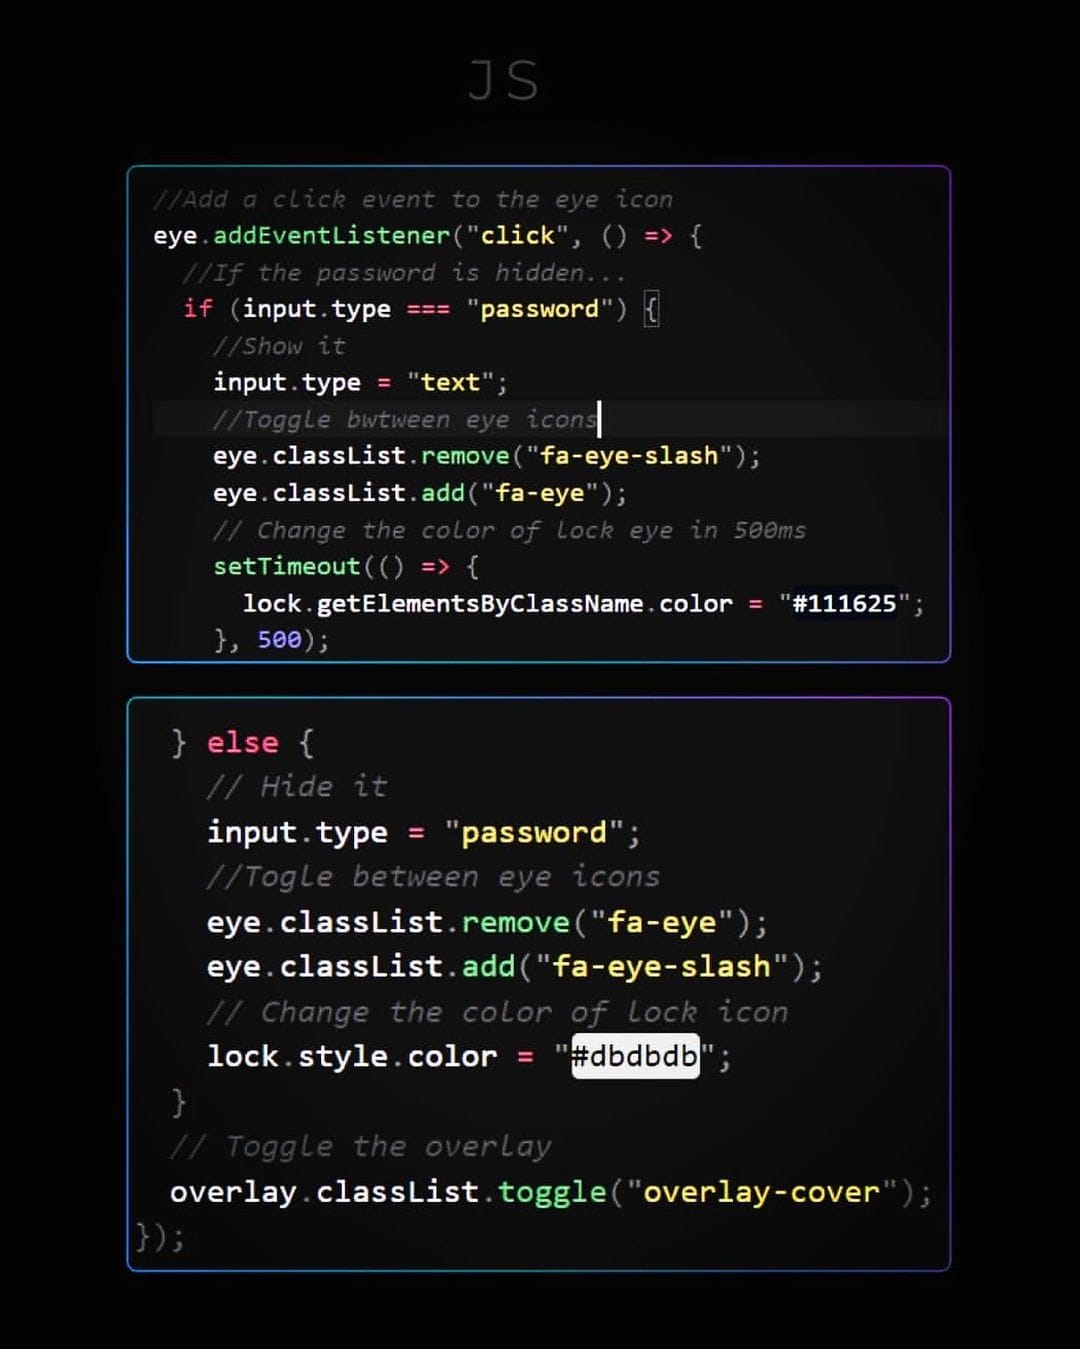 JS
//Add a click event to the eye icon
eye.addEventListener("click", () => {
//If the password is hidden...
if (input.type === "password") {
//Show it
input.type = "text";
//Toggle bwtween eye icons
eye.classList.remove("fa-eye-slash");
eye.classList.add("fa-eye");
// Change the color of lock eye in 500ms
setTimeout(() => {
lock.getElementsByClassName.color = "#111625";
}, 500);
} else {
// Hide it
input.type = "password";
//Togle between eye icons
eye.classList.remove("fa-eye");
eye.classList.add("fa-eye-slash");
// Change the color of lock icon
lock.style.color = "#dbdbdb";
}
// Toggle the overlay
overlay.classList.toggle("overlay-cover");
});